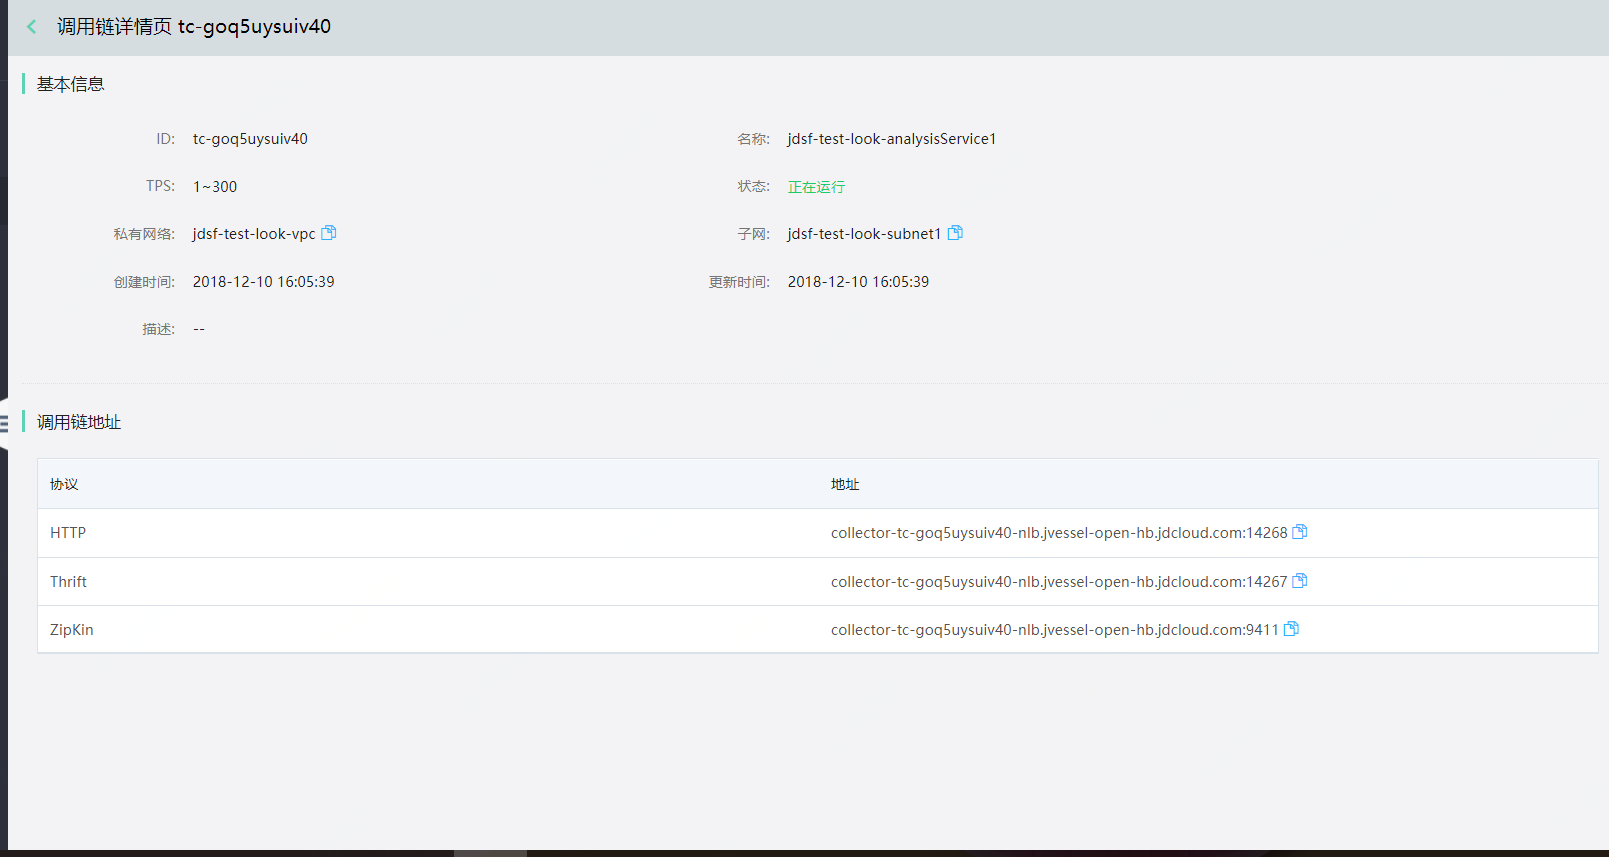 调用链详情页 tc-goq5uysuiv40
基本信息
ID: tc-goq5uysuiv40 名称: jdsf-test-look-analysisService1
TPS: 1~300 状态: 正在运行
私有网络: jdsf-test-look-vpc 子网: jdsf-test-look-subnet1
创建时间: 2018-12-10 16:05:39 更新时间: 2018-12-10 16:05:39
描述: --
调用链地址
协议 地址
HTTP collector-tc-goq5uysuiv40-nlb.jvessel-open-hb.jdcloud.com:14268
Thrift collector-tc-goq5uysuiv40-nlb.jvessel-open-hb.jdcloud.com:14267
ZipKin collector-tc-goq5uysuiv40-nlb.jvessel-open-hb.jdcloud.com:9411